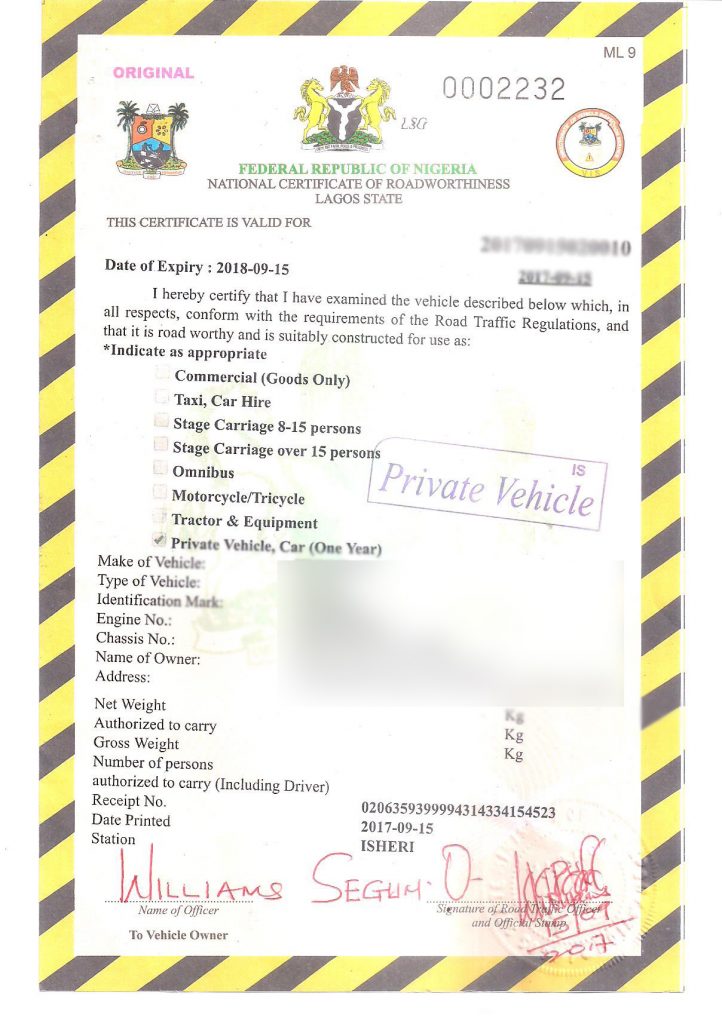 ML 9
ORIGINAL
0002232
LSG
FEDERAL REPUBLIC OF NIGERIA
NATIONAL CERTIFICATE OF ROADWORTHINESS
LAGOS STATE
THIS CERTIFICATE IS VALID FOR
20170915020010
Date of Expiry : 2018-09-15
2017-09-15
I hereby certify that I have examined the vehicle described below which, in
all respects, conform with the requirements of the Road Traffic Regulations, and
that it is road worthy and is suitably constructed for use as:
*Indicate as appropriate
Commercial (Goods Only)
Taxi, Car Hire
Stage Carriage 8-15 persons
Stage Carriage over 15 persons
IS
Private Vehicle
Omnibus
Motorcycle/Tricycle
Tractor & Equipment
Private Vehicle, Car (One Year)
Make of Vehicle:
Type of Vehicle:
Identification Mark:
Engine No.:
Chassis No.:
Name of Owner:
Address:
Net Weight Kg
Authorized to carry Kg
Gross Weight Kg
Number of persons
authorized to carry (Including Driver)
Receipt No. 0206359399994314334154523
Date Printed 2017-09-15
Station ISHERI
WILLIAMS SEGUM. O-
15/09
2017
Name of Officer
Signature of Road Traffic Officer
and Official Stamp
To Vehicle Owner